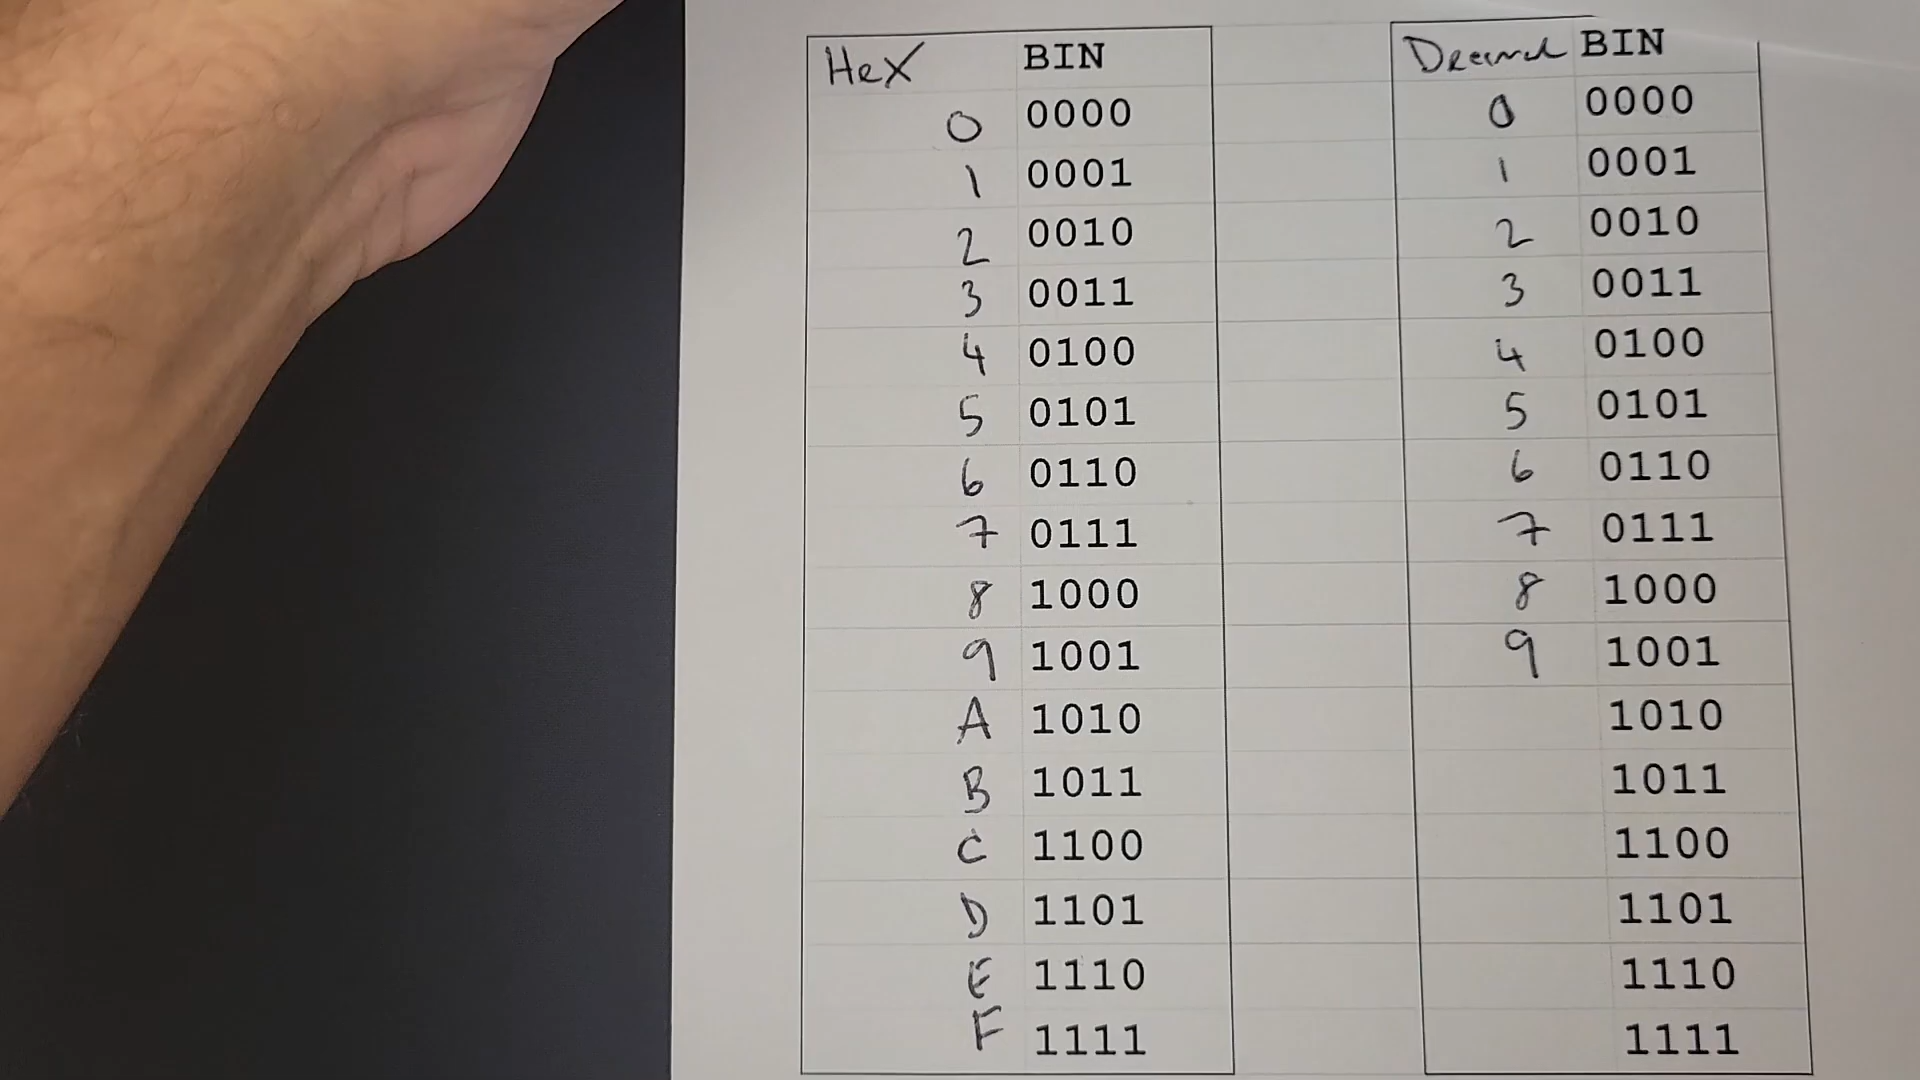 Hex BIN Decimal BIN
0 0000 0 0000
1 0001 1 0001
2 0010 2 0010
3 0011 3 0011
4 0100 4 0100
5 0101 5 0101
6 0110 6 0110
7 0111 7 0111
8 1000 8 1000
9 1001 9 1001
A 1010 1010
B 1011 1011
C 1100 1100
D 1101 1101
E 1110 1110
F 1111 1111